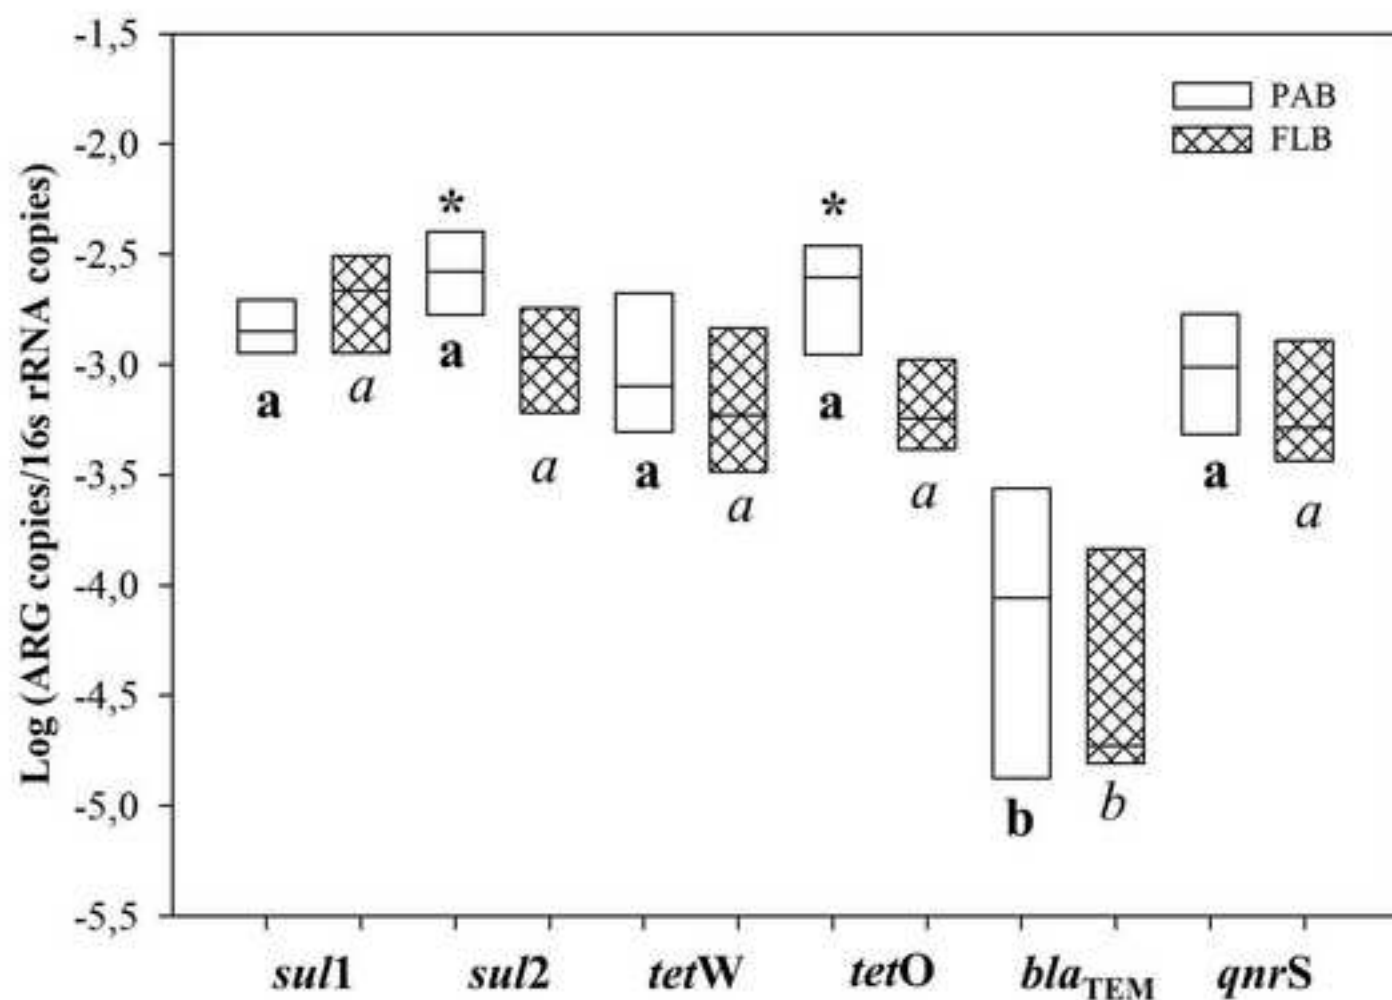 Log (ARG copies/16s rRNA copies)
-1,5
-2,0
-2,5
-3,0
-3,5
-4,0
-4,5
-5,0
-5,5
PAB
FLB
* *
a a a a a a a a b b a a
sul1 sul2 tetW tetO blaTEM qnrS